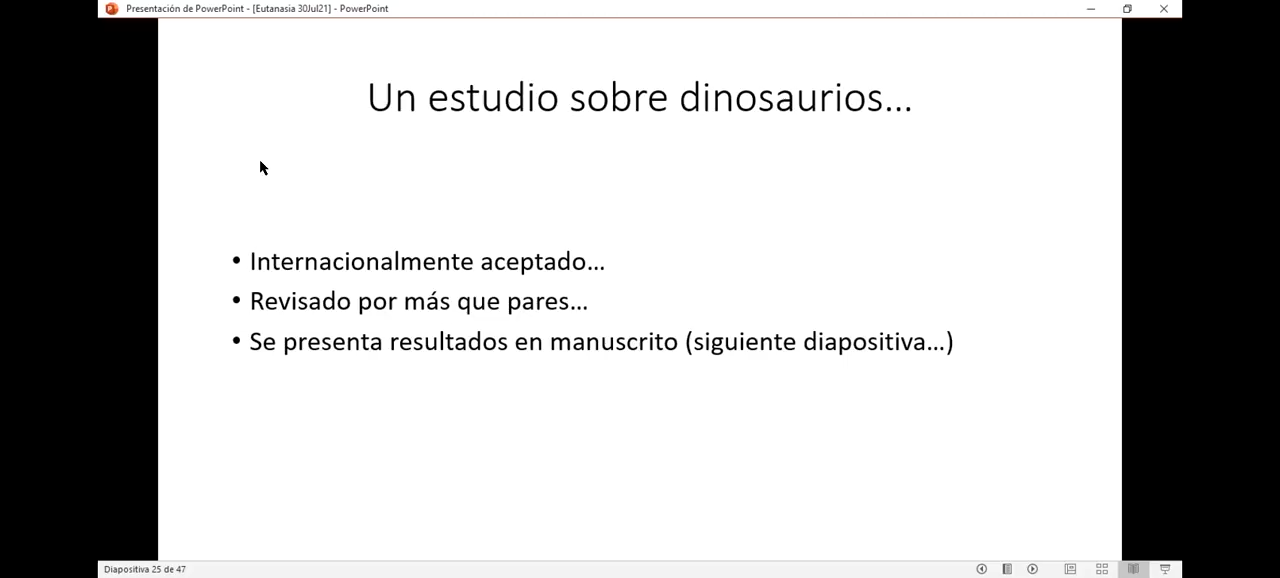 Presentación de PowerPoint - [Eutanasia 30Jul21] - PowerPoint
Un estudio sobre dinosaurios...
• Internacionalmente aceptado...
• Revisado por más que pares...
• Se presenta resultados en manuscrito (siguiente diapositiva...)
Diapositiva 25 de 47